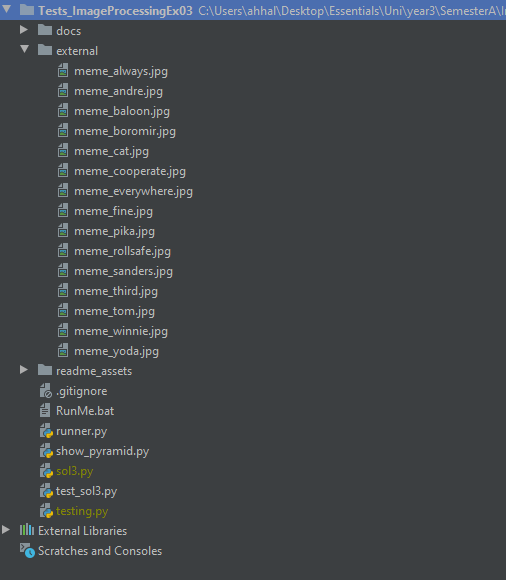 Tests_ImageProcessingEx03 C:\Users\ahhal\Desktop\Essentials\Uni\year3\SemesterA\I
docs
external
meme_always.jpg
meme_andre.jpg
meme_baloon.jpg
meme_boromir.jpg
meme_cat.jpg
meme_cooperate.jpg
meme_everywhere.jpg
meme_fine.jpg
meme_pika.jpg
meme_rollsafe.jpg
meme_sanders.jpg
meme_third.jpg
meme_tom.jpg
meme_winnie.jpg
meme_yoda.jpg
readme_assets
.gitignore
RunMe.bat
runner.py
show_pyramid.py
sol3.py
test_sol3.py
testing.py
External Libraries
Scratches and Consoles